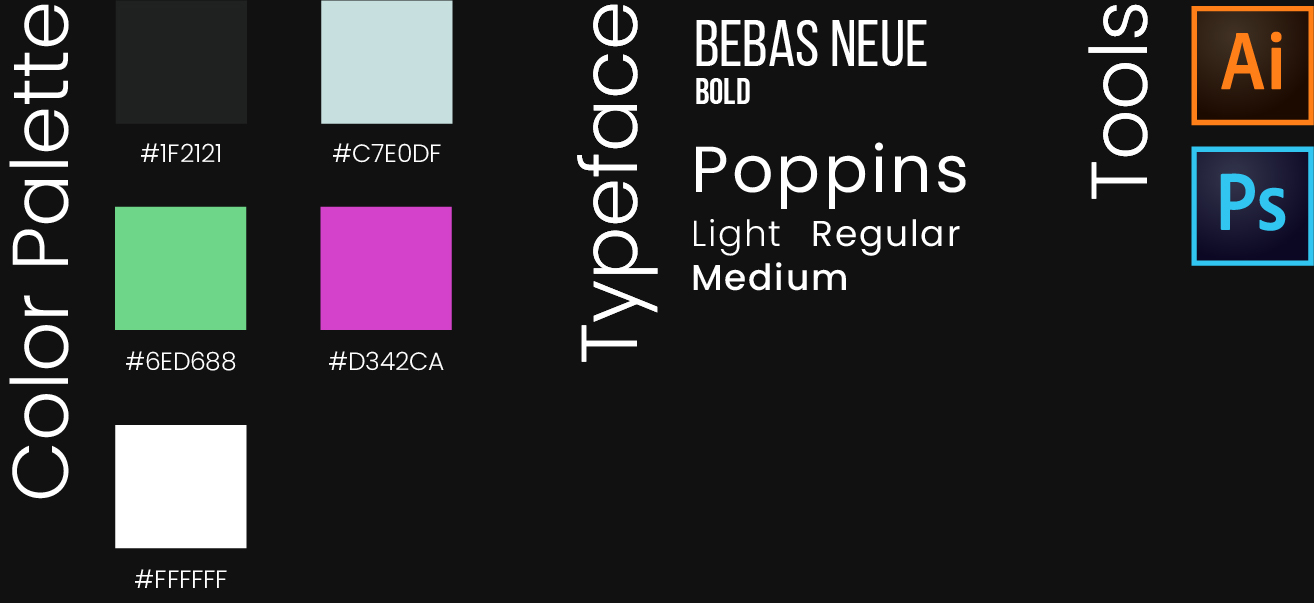 Color Palette
#1F2121
#C7E0DF
#6ED688
#D342CA
#FFFFFF
Typeface
BEBAS NEUE
BOLD
Poppins
Light Regular
Medium
Tools
Ai
Ps